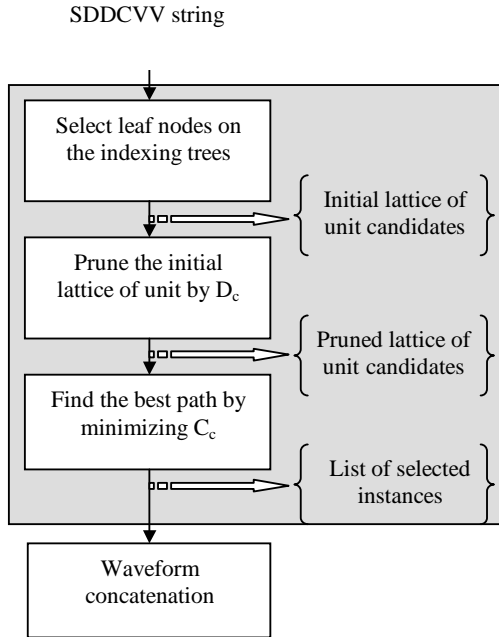 SDDCVV string
Select leaf nodes on
the indexing trees
Initial lattice of
unit candidates
Prune the initial
lattice of unit by Dc
Pruned lattice of
unit candidates
Find the best path by
minimizing Cc
List of selected
instances
Waveform
concatenation